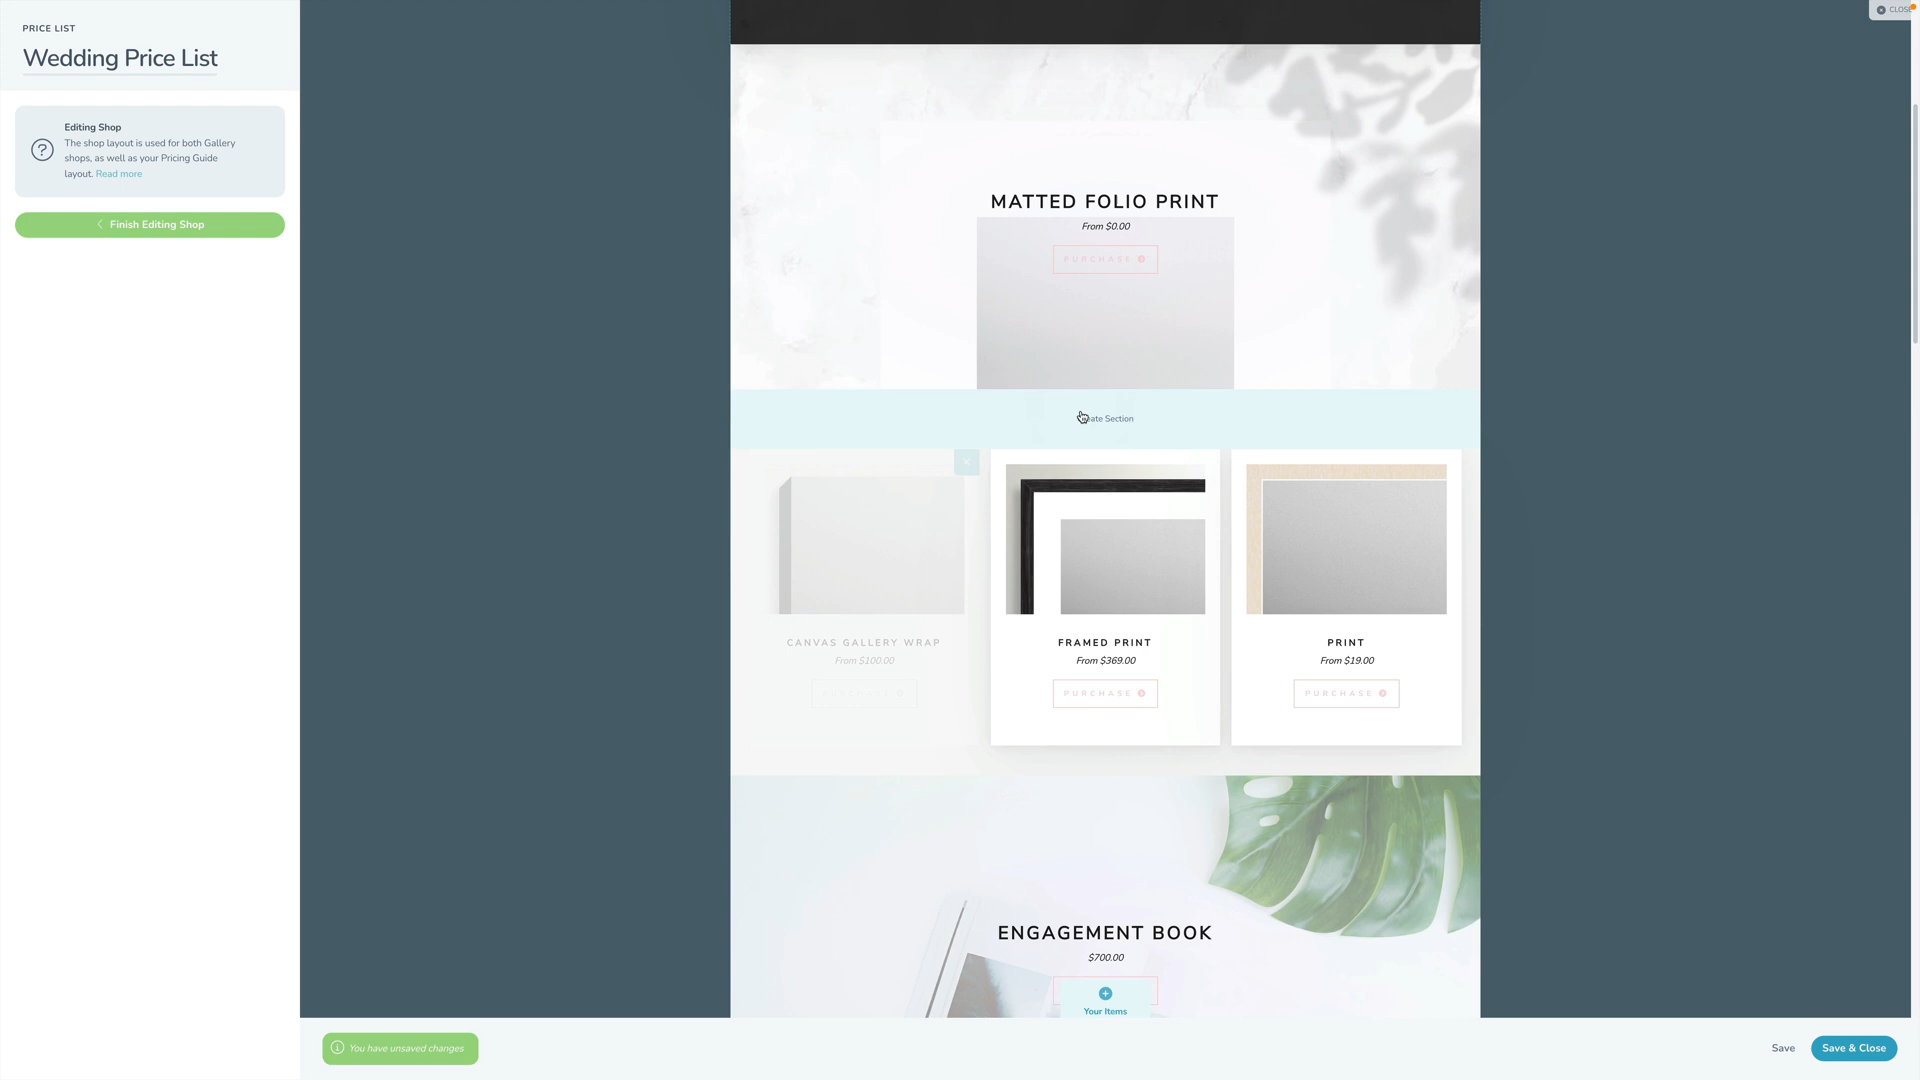 PRICE LIST
Wedding Price List
Editing Shop
The shop layout is used for both Gallery
shops, as well as your Pricing Guide
layout. Read more
Finish Editing Shop
CLOSE
MATTED FOLIO PRINT
From $0.00
PURCHASE
ate Section
CANVAS GALLERY WRAP
From $100.00
PURCHASE
FRAMED PRINT
From $369.00
PURCHASE
PRINT
From $19.00
PURCHASE
ENGAGEMENT BOOK
$700.00
Your Items
You have unsaved changes
Save
Save & Close